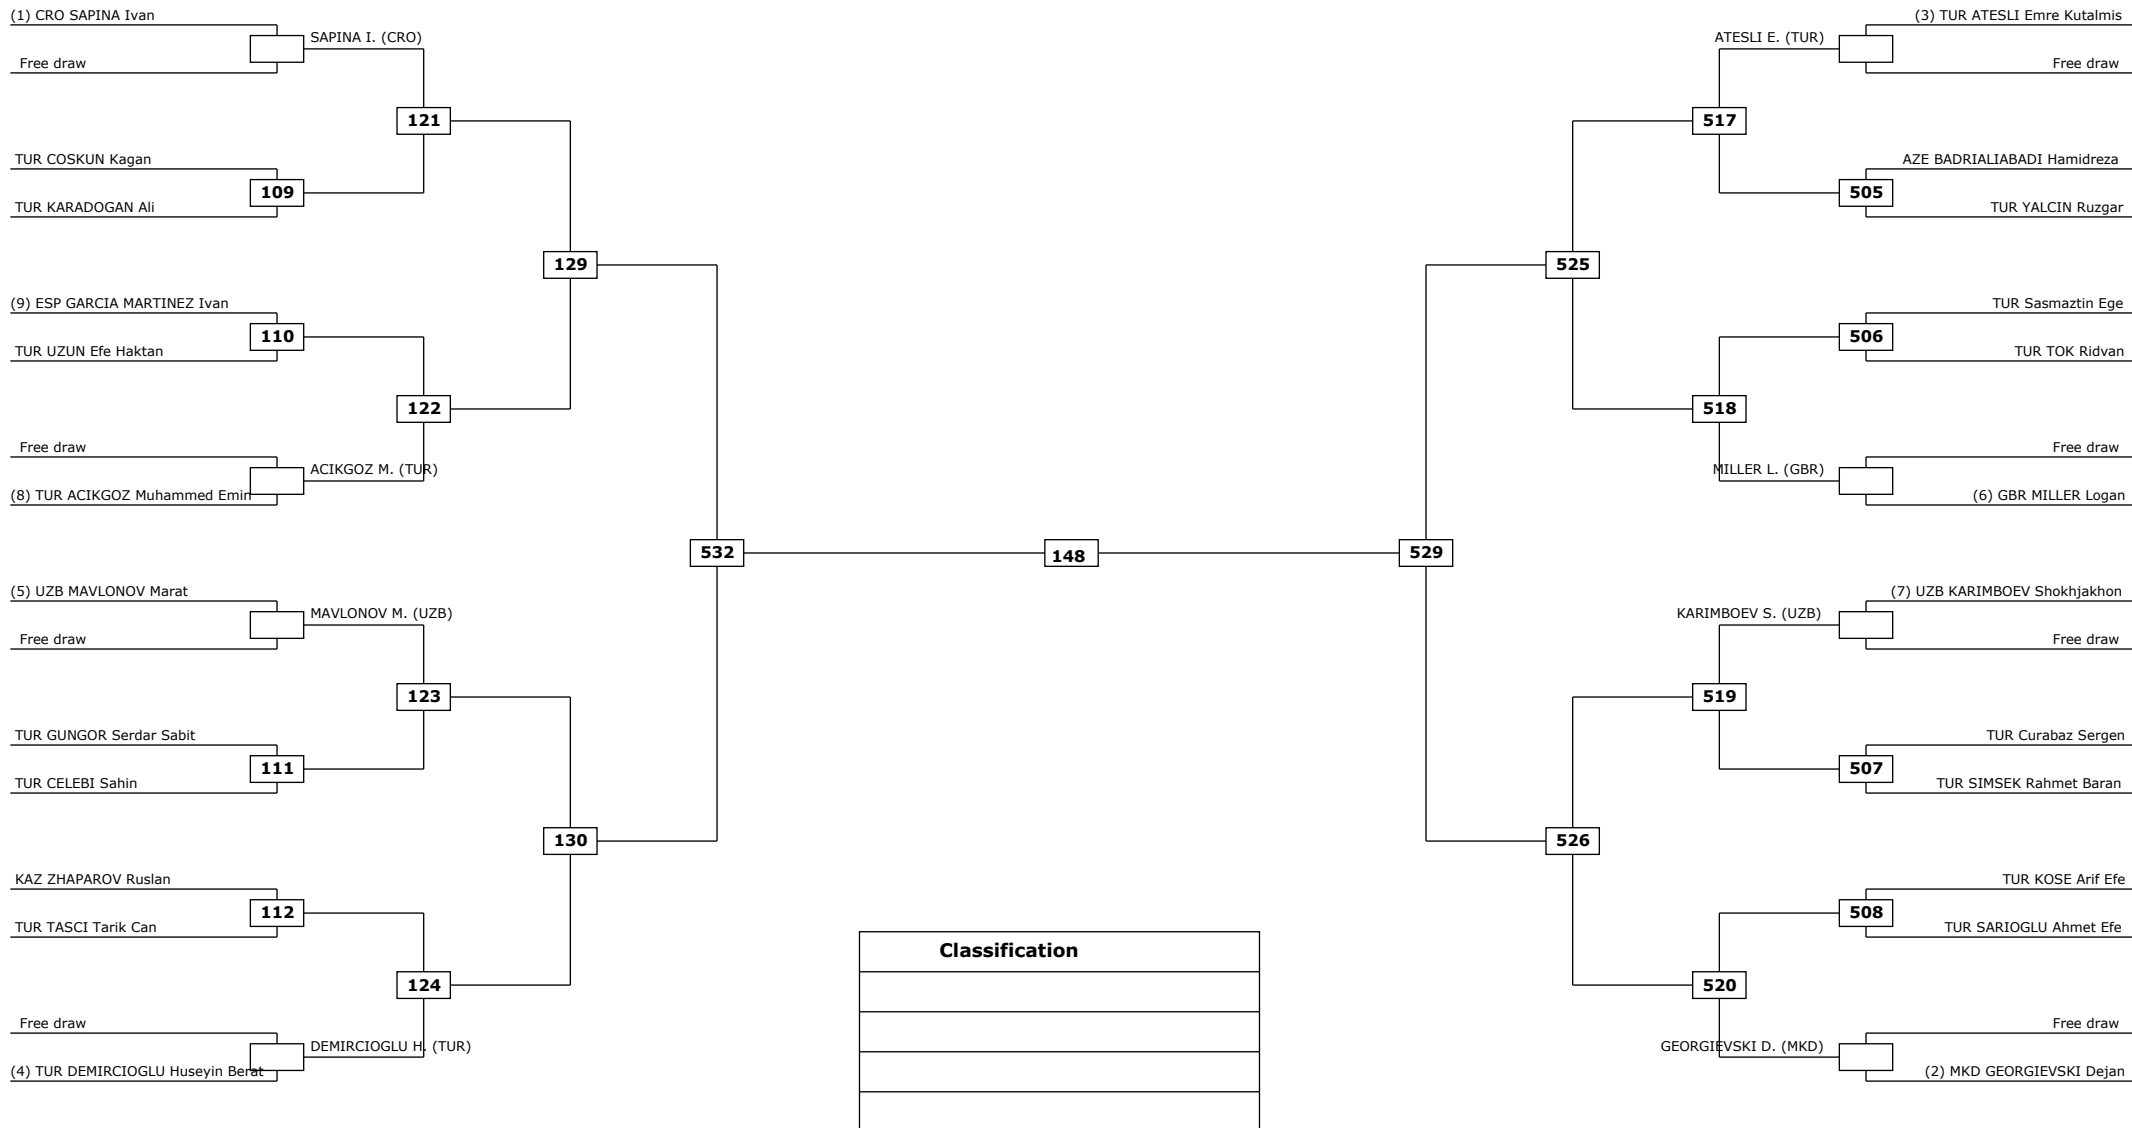 (1) CRO SAPINA Ivan
SAPINA I. (CRO)
Free draw
121
TUR COSKUN Kagan
109
TUR KARADOGAN Ali
129
(9) ESP GARCIA MARTINEZ Ivan
110
TUR UZUN Efe Haktan
122
Free draw
ACIKGOZ M. (TUR)
(8) TUR ACIKGOZ Muhammed Emin
532
(5) UZB MAVLONOV Marat
MAVLONOV M. (UZB)
Free draw
123
TUR GUNGOR Serdar Sabit
111
TUR CELEBI Sahin
130
KAZ ZHAPAROV Ruslan
112
TUR TASCI Tarik Can
124
Free draw
DEMIRCIOGLU H. (TUR)
(4) TUR DEMIRCIOGLU Huseyin Berat
148
Classification
(3) TUR ATESLI Emre Kutalmis
ATESLI E. (TUR)
Free draw
517
AZE BADRIALIABADI Hamidreza
505
TUR YALCIN Ruzgar
525
TUR Sasmaztin Ege
506
TUR TOK Ridvan
518
Free draw
MILLER L. (GBR)
(6) GBR MILLER Logan
529
(7) UZB KARIMBOEV Shokhjakhon
KARIMBOEV S. (UZB)
Free draw
519
TUR Curabaz Sergen
507
TUR SIMSEK Rahmet Baran
526
TUR KOSE Arif Efe
508
TUR SARIOGLU Ahmet Efe
520
Free draw
GEORGIEVSKI D. (MKD)
(2) MKD GEORGIEVSKI Dejan